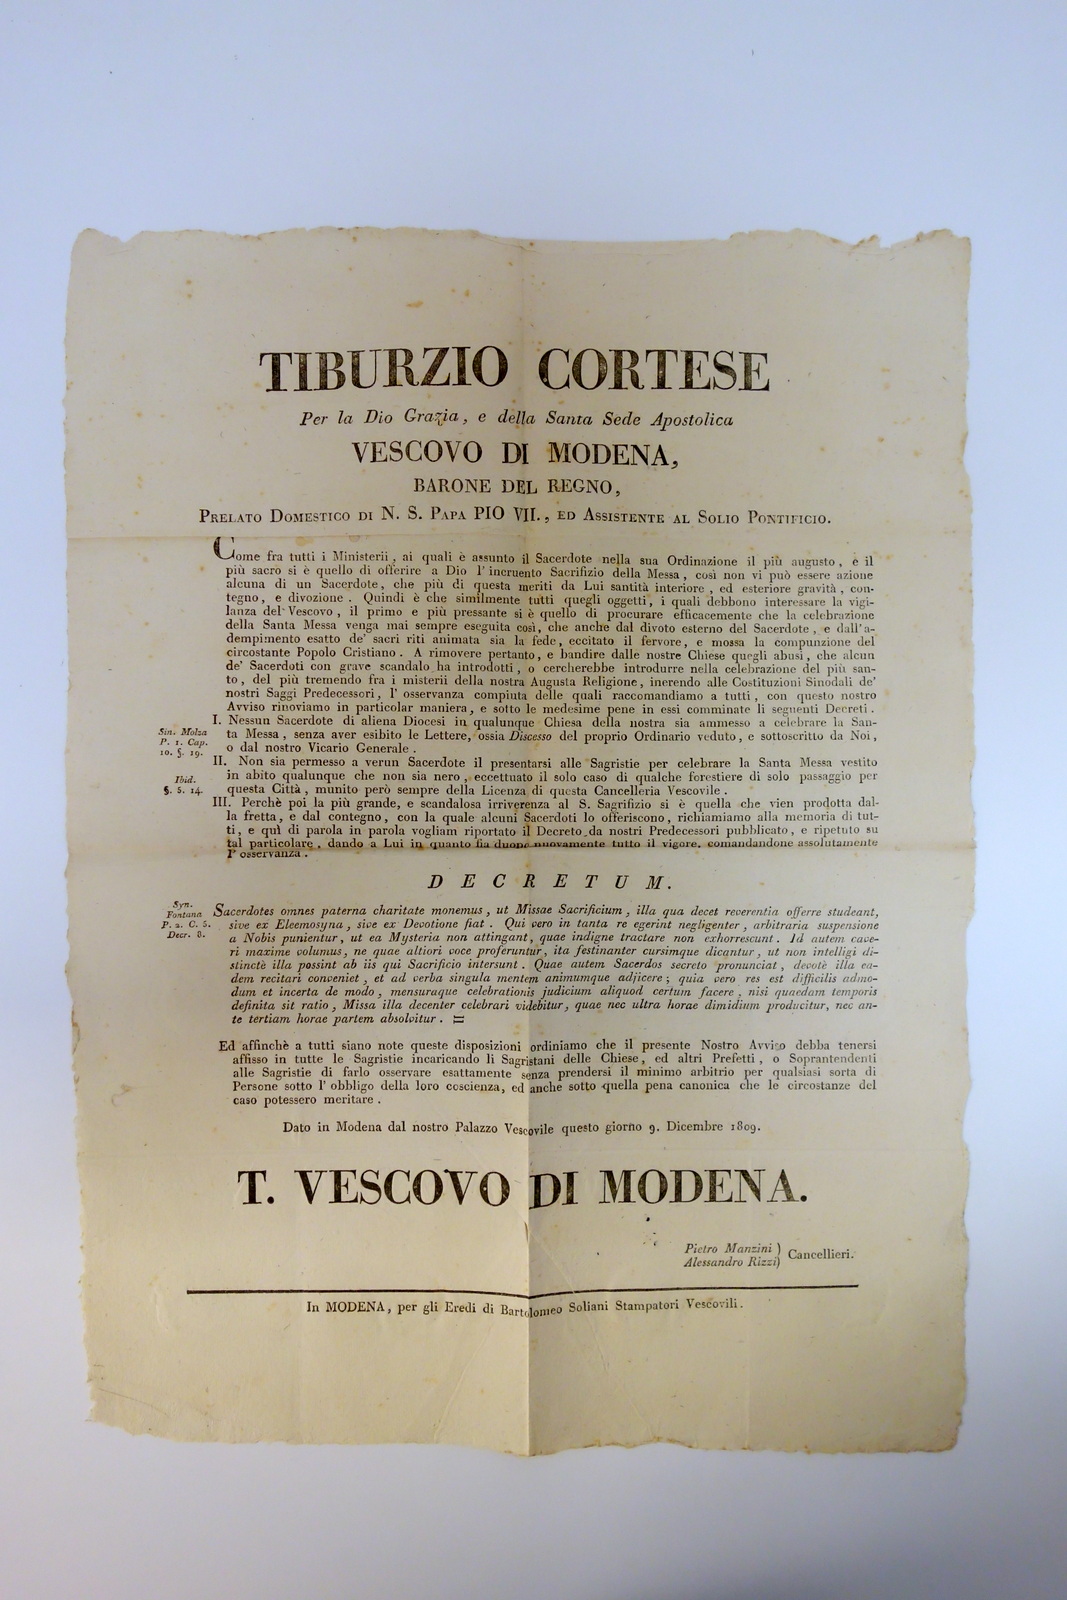 TIBURZIO CORTESE
Per la Dio Grazia, e della Santa Sede Apostolica
VESCOVO DI MODENA,
BARONE DEL REGNO,
PRELATO DOMESTICO DI N. S. PAPA PIO VII., ED ASSISTENTE AL SOLIO PONTIFICIO.
Come fra tutti i Ministerii, ai quali è assunto il Sacerdote nella sua Ordinazione il più augusto, e il
più sacro si è quello di offerire a Dio l'incruento Sacrifizio della Messa, così non vi può essere azione
alcuna di un Sacerdote, che più di questa meriti da Lui santità interiore, ed esteriore gravità, con-
tegno, e divozione. Quindi è che similmente tutti quegli oggetti, i quali debbono interessare la vigi-
lanza del Vescovo, il primo e più pressante si è quello di procurare efficacemente che la celebrazione
della Santa Messa venga mai sempre eseguita così, che anche dal divoto esterno del Sacerdote, e dall'a-
dempimento esatto de' sacri riti animata sia la fede, eccitato il fervore, e mossa la compunzione del
circostante Popolo Cristiano. A rimovere pertanto, e bandire dalle nostre Chiese quegli abusi, che alcun
de' Sacerdoti con grave scandalo ha introdotti, o cercherebbe introdurre nella celebrazione del più san-
to, del più tremendo fra i misterii della nostra Augusta Religione, inerendo alle Costituzioni Sinodali de'
nostri Saggi Predecessori, l'osservanza compiuta delle quali raccomandiamo a tutti, con questo nostro
Avviso rinoviamo in particolar maniera, e sotto le medesime pene in essi comminate li seguenti Decreti.
I. Nessun Sacerdote di aliena Diocesi in qualunque Chiesa della nostra sia ammesso a celebrare la San-
Sin. Molza
ta Messa, senza aver esibito le Lettere, ossia Discesso del proprio Ordinario veduto, e sottoscritto da Noi,
P. 1. Cap.
o dal nostro Vicario Generale.
10. §. 19.
II. Non sia permesso a verun Sacerdote il presentarsi alle Sagristie per celebrare la Santa Messa vestito
in abito qualunque che non sia nero, eccettuato il solo caso di qualche forestiere di solo passaggio per
Ibid.
questa Città, munito però sempre della Licenza di questa Cancelleria Vescovile.
§. 5. 14.
III. Perchè poi la più grande, e scandalosa irriverenza al S. Sagrifizio si è quella che vien prodotta dal-
la fretta, e dal contegno, con la quale alcuni Sacerdoti lo offeriscono, richiamiamo alla memoria di tut-
ti, e quì di parola in parola vogliam riportato il Decreto da nostri Predecessori pubblicato, e ripetuto su
tal particolare, dando a Lui in quanto fia duopo nuovamente tutto il vigore, comandandone assolutamente
l'osservanza.
DECRETUM.
Syn.
Fontana
P. 2. C. 5.
Decr. 8.
Sacerdotes omnes paterna charitate monemus, ut Missae Sacrificium, illa qua decet reverentia offerre studeant,
sive ex Eleemosyna, sive ex Devotione fiat. Qui vero in tanta re egerint negligenter, arbitraria suspensione
a Nobis punientur, ut ea Mysteria non attingant, quae indigne tractare non exhorrescunt. Id autem cave-
ri maxime volumus, ne quae altiori voce proferuntur, ita festinanter cursimque dicantur, ut non intelligi di-
stinctè illa possint ab iis qui Sacrificio intersunt. Quae autem Sacerdos secreto pronunciat, devotè illa ea-
dem recitari conveniet, et ad verba singula mentem animumque adjicere; quia vero res est difficilis admo-
dum et incerta de modo, mensuraque celebrationis judicium aliquod certum facere, nisi quaedam temporis
definita sit ratio, Missa illa decenter celebrari videbitur, quae nec ultra horae dimidium producitur, nec an-
te tertiam horae partem absolvitur. =
Ed affinchè a tutti siano note queste disposizioni ordiniamo che il presente Nostro Avviso debba tenersi
affisso in tutte le Sagristie incaricando li Sagristani delle Chiese, ed altri Prefetti, o Soprantendenti
alle Sagristie di farlo osservare esattamente senza prendersi il minimo arbitrio per qualsiasi sorta di
Persone sotto l'obbligo della loro coscienza, ed anche sotto quella pena canonica che le circostanze del
caso potessero meritare.
Dato in Modena dal nostro Palazzo Vescovile questo giorno 9. Dicembre 1809.
T. VESCOVO DI MODENA.
Pietro Manzini )
Alessandro Rizzi) Cancellieri.
In MODENA, per gli Eredi di Bartolomeo Soliani Stampatori Vescovili.